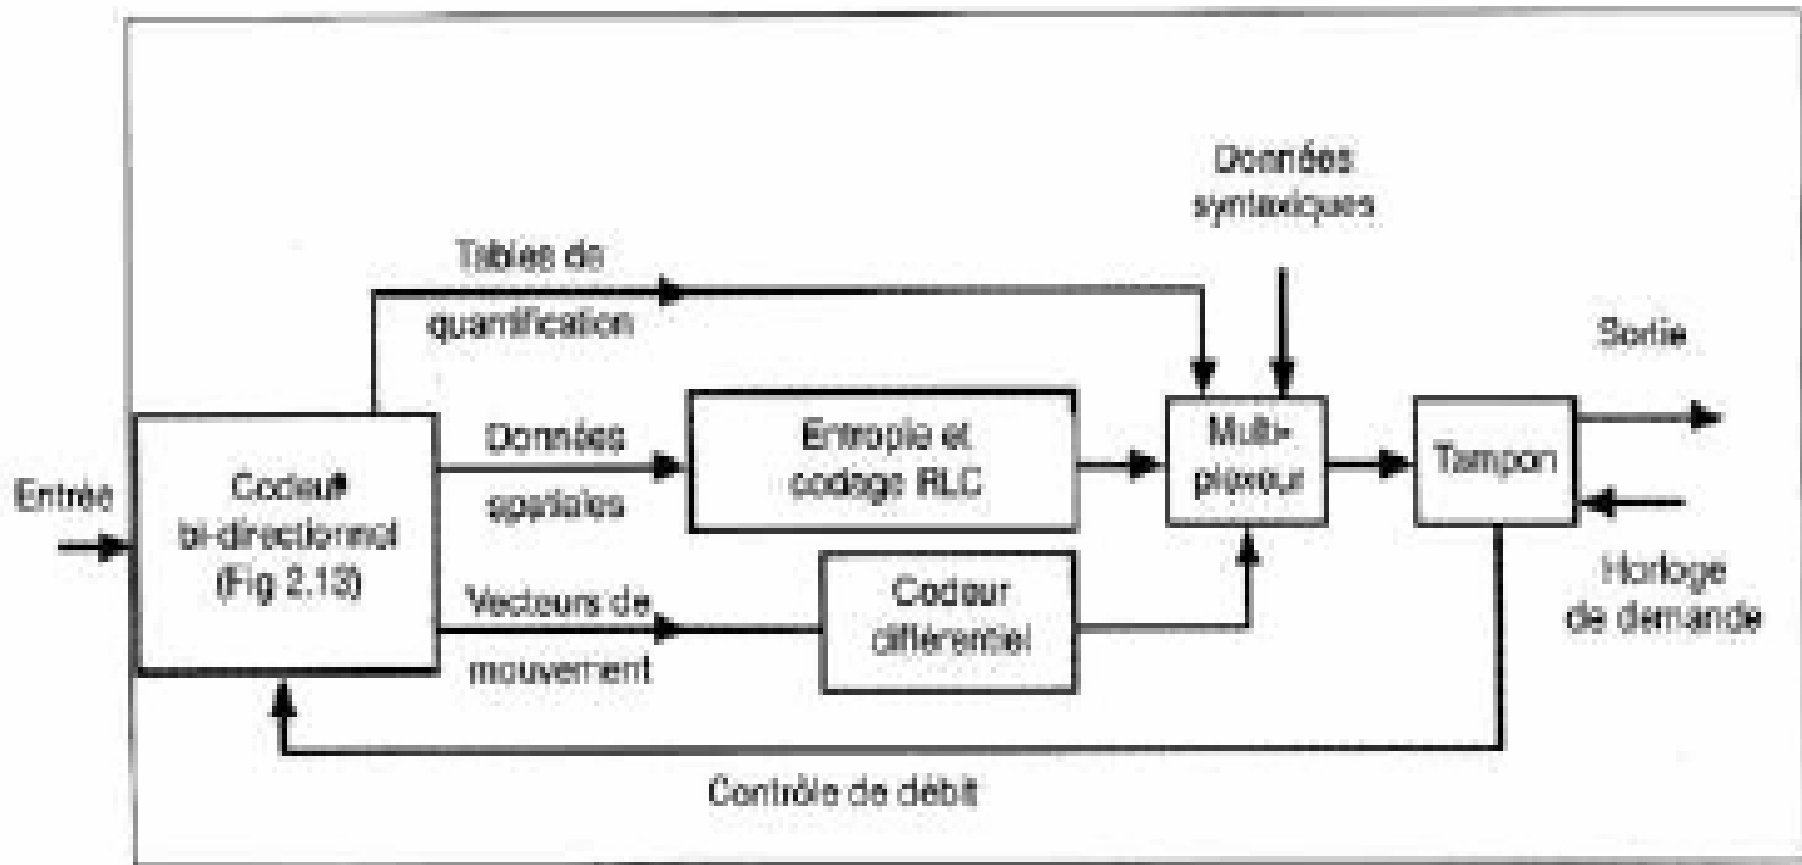 Données
syntaxiques
Tables de
quantification
Sortie
Entrée
Codeur
bi-directionnel
(Fig 2.13)
Données
spatiales
Entropie et
codage RLC
Multi-
plexeur
Tampon
Vecteurs de
mouvement
Codeur
différentiel
Horloge
de demande
Contrôle de débit